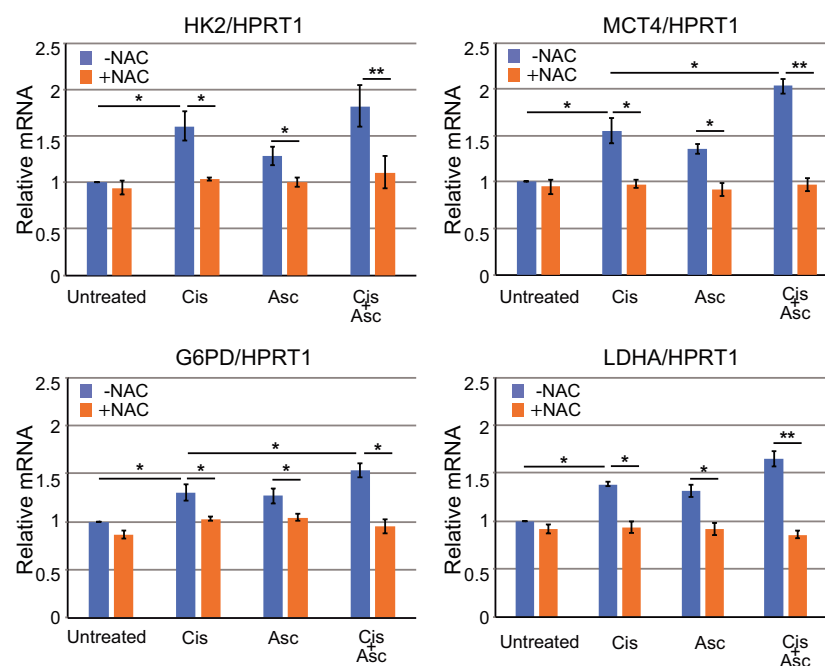 HK2/HPRT1
2.5
2
1.5
1
0.5
0
Relative mRNA
-NAC
+NAC
* * * **
Untreated Cis Asc Cis + Asc
MCT4/HPRT1
2.5
2
1.5
1
0.5
0
Relative mRNA
-NAC
+NAC
* * * * **
Untreated Cis Asc Cis + Asc
G6PD/HPRT1
2.5
2
1.5
1
0.5
0
Relative mRNA
-NAC
+NAC
* * * * *
Untreated Cis Asc Cis + Asc
LDHA/HPRT1
2.5
2
1.5
1
0.5
0
Relative mRNA
-NAC
+NAC
* * * **
Untreated Cis Asc Cis + Asc